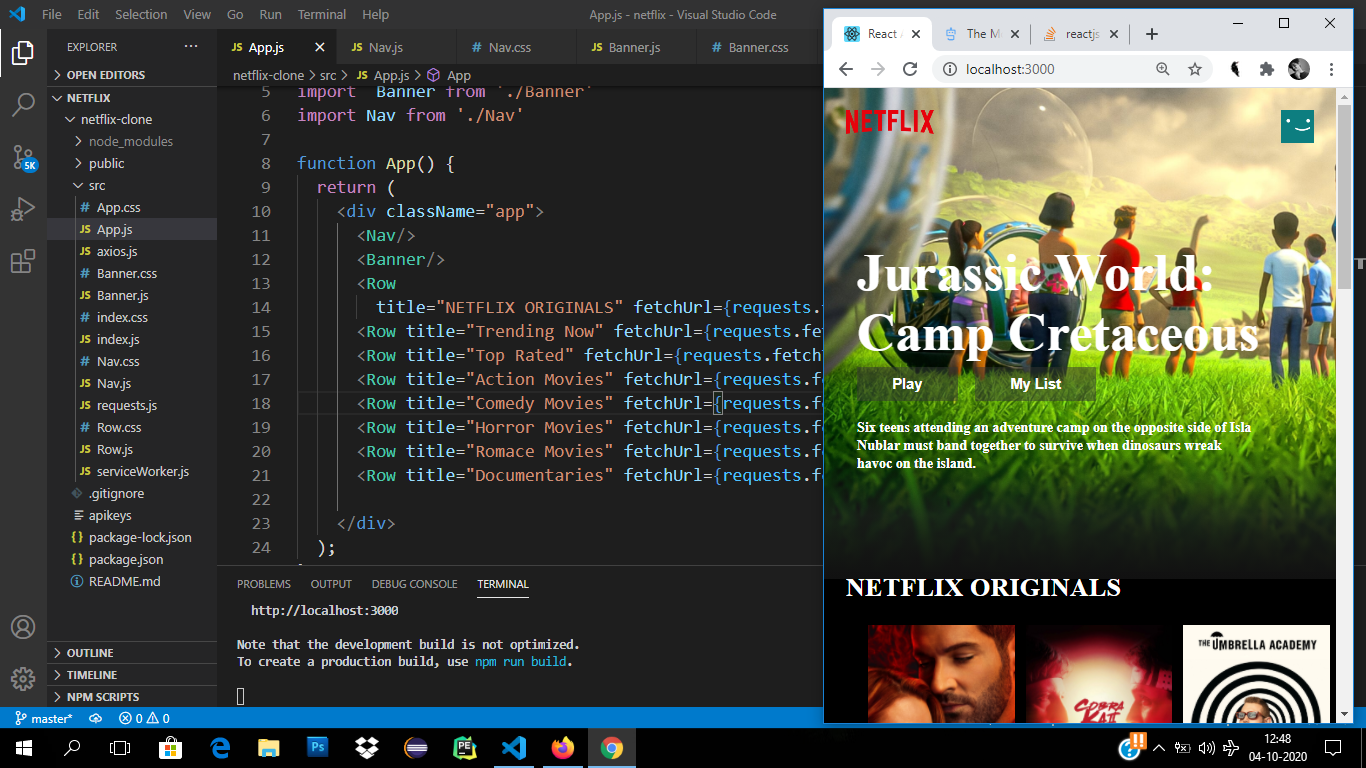 File Edit Selection View Go Run Terminal Help
App.js - netflix - Visual Studio Code
EXPLORER ···
OPEN EDITORS
NETFLIX
netflix-clone
node_modules
public
src
App.css
App.js
axios.js
Banner.css
Banner.js
index.css
index.js
Nav.css
Nav.js
requests.js
Row.css
Row.js
serviceWorker.js
.gitignore
apikeys
package-lock.json
package.json
README.md
OUTLINE
TIMELINE
NPM SCRIPTS
5K
JS App.js JS Nav.js # Nav.css JS Banner.js # Banner.css
netflix-clone > src > JS App.js > App
5 import Banner from './Banner'
6 import Nav from './Nav'
7
8 function App() {
9 return (
10 <div className="app">
11 <Nav/>
12 <Banner/>
13 <Row
14 title="NETFLIX ORIGINALS" fetchUrl={requests.
15 <Row title="Trending Now" fetchUrl={requests.fet
16 <Row title="Top Rated" fetchUrl={requests.fetch
17 <Row title="Action Movies" fetchUrl={requests.fe
18 <Row title="Comedy Movies" fetchUrl={requests.fe
19 <Row title="Horror Movies" fetchUrl={requests.fe
20 <Row title="Romace Movies" fetchUrl={requests.fe
21 <Row title="Documentaries" fetchUrl={requests.fe
22
23 </div>
24 );
PROBLEMS OUTPUT DEBUG CONSOLE TERMINAL
http://localhost:3000
Note that the development build is not optimized.
To create a production build, use npm run build.
master* 0 0
React The M reactjs
localhost:3000
NETFLIX
Jurassic World:
Camp Cretaceous
Play My List
Six teens attending an adventure camp on the opposite side of Isla
Nublar must band together to survive when dinosaurs wreak
havoc on the island.
NETFLIX ORIGINALS
COBRA KAI
THE UMBRELLA ACADEMY
Ps PE
12:48
04-10-2020